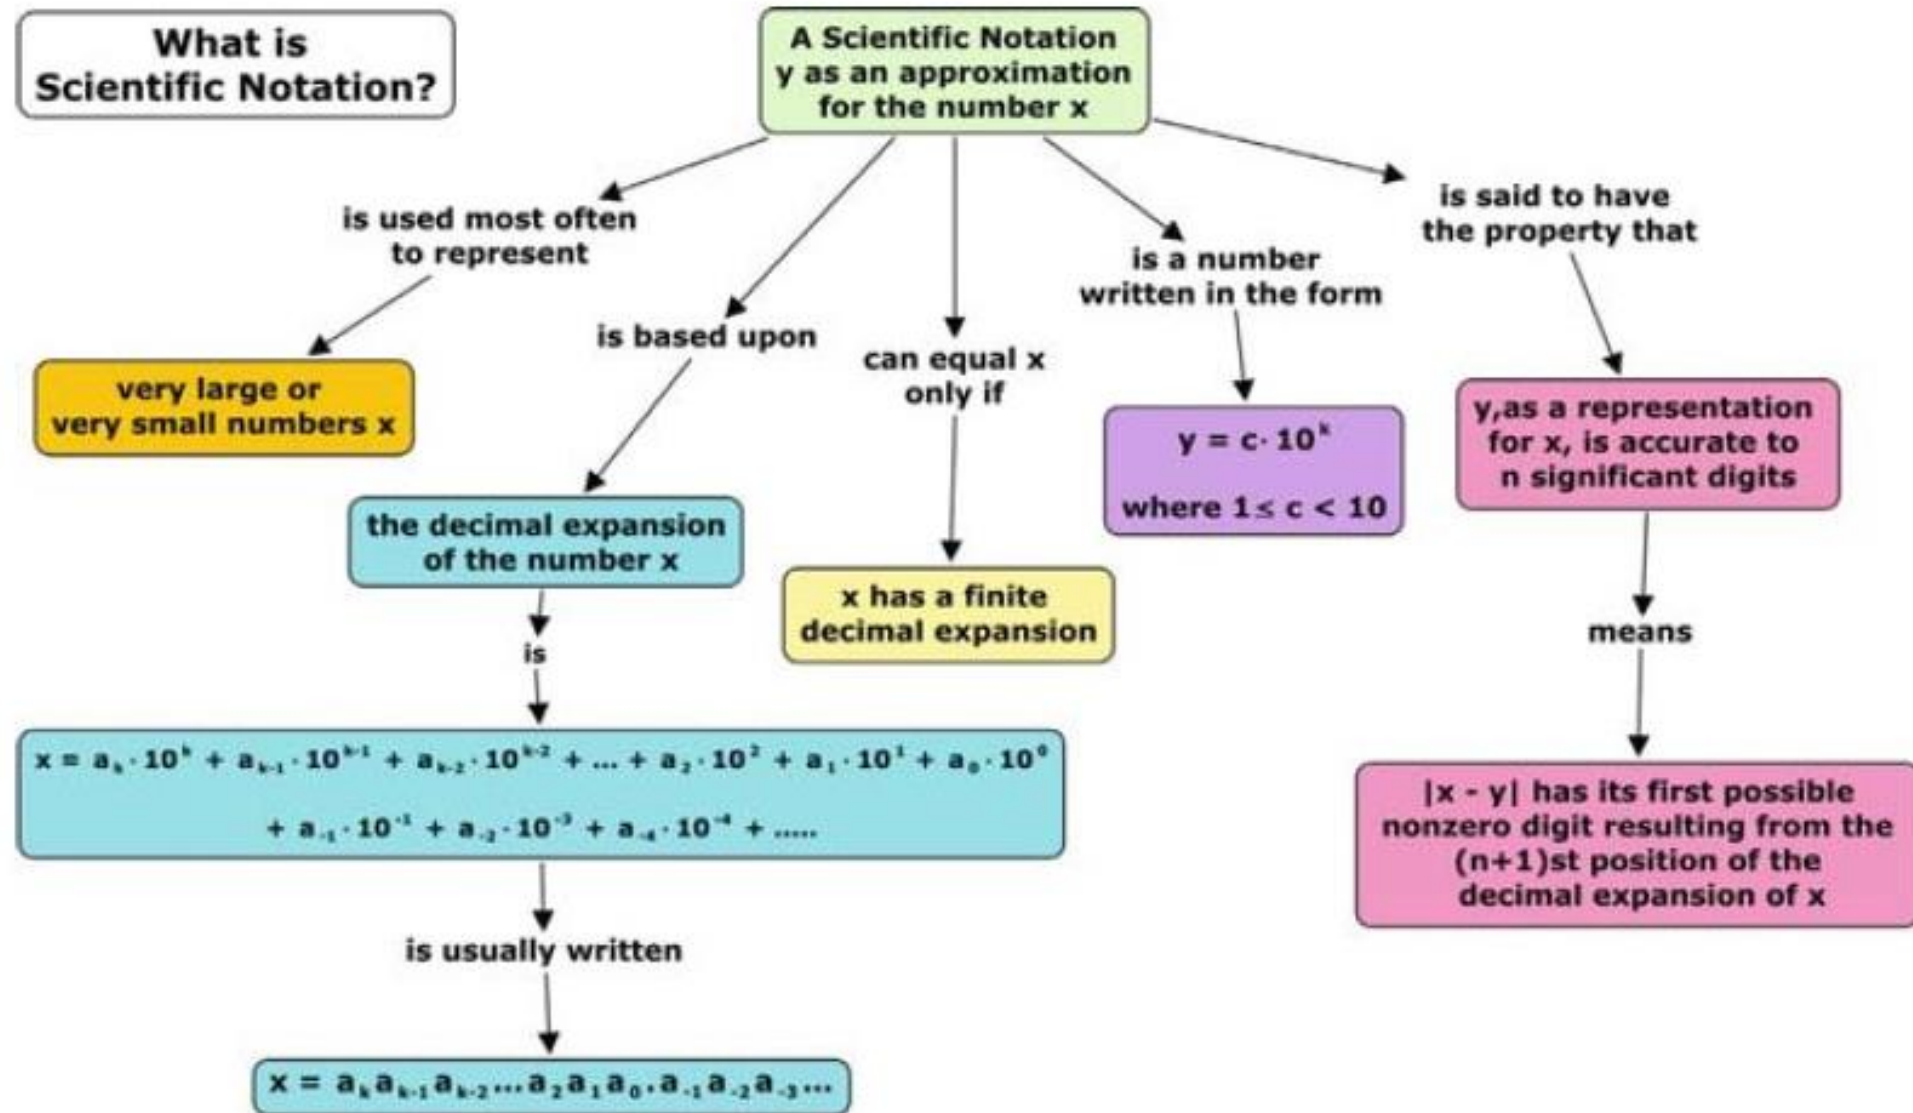 What is
Scientific Notation?
A Scientific Notation
y as an approximation
for the number x
is used most often
to represent
very large or
very small numbers x
is based upon
the decimal expansion
of the number x
is
x = aₖ · 10ᵏ + aₖ₋₁ · 10ᵏ⁻¹ + aₖ₋₂ · 10ᵏ⁻² + ... + a₂ · 10² + a₁ · 10¹ + a₀ · 10⁰
+ a₋₁ · 10⁻¹ + a₋₂ · 10⁻³ + a₋₄ · 10⁻⁴ + .....
is usually written
x = aₖaₖ₋₁aₖ₋₂...a₂a₁a₀.a₋₁a₋₂a₋₃...
can equal x
only if
x has a finite
decimal expansion
is a number
written in the form
y = c· 10ᵏ
where 1≤ c < 10
is said to have
the property that
y,as a representation
for x, is accurate to
n significant digits
means
|x - y| has its first possible
nonzero digit resulting from the
(n+1)st position of the
decimal expansion of x